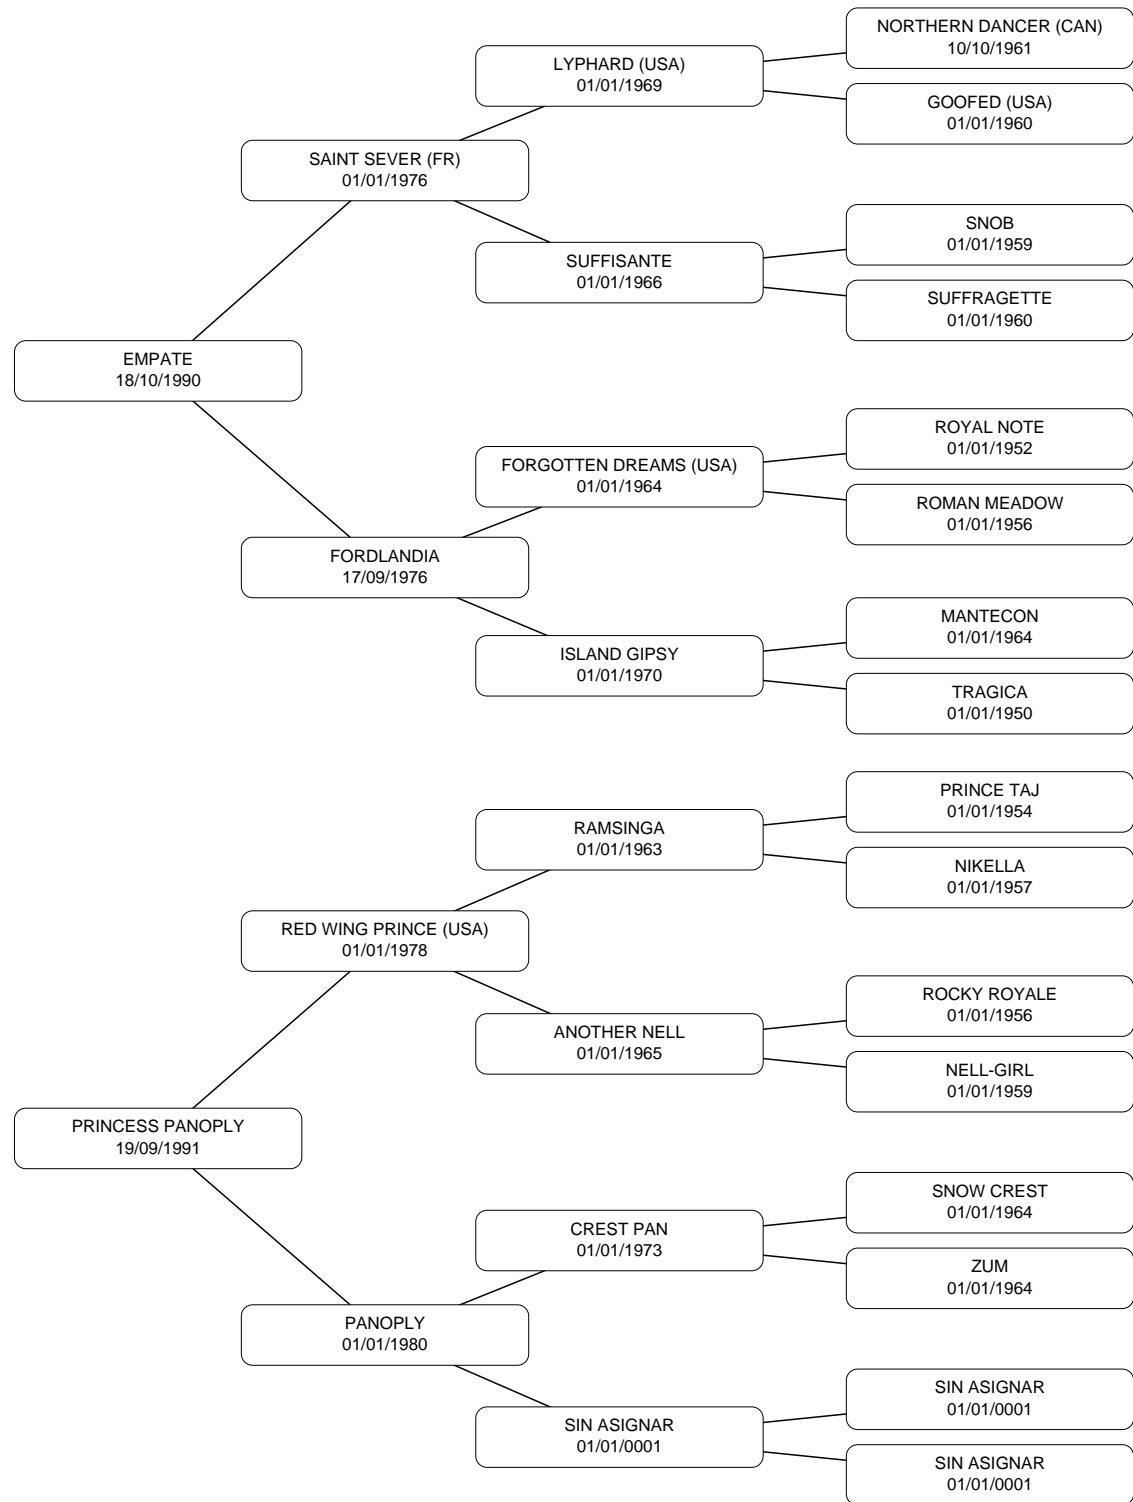 NORTHERN DANCER (CAN)
10/10/1961
LYPHARD (USA)
01/01/1969
GOOFED (USA)
01/01/1960
SAINT SEVER (FR)
01/01/1976
SNOB
01/01/1959
SUFFISANTE
01/01/1966
SUFFRAGETTE
01/01/1960
EMPATE
18/10/1990
ROYAL NOTE
01/01/1952
FORGOTTEN DREAMS (USA)
01/01/1964
ROMAN MEADOW
01/01/1956
FORDLANDIA
17/09/1976
MANTECON
01/01/1964
ISLAND GIPSY
01/01/1970
TRAGICA
01/01/1950
PRINCE TAJ
01/01/1954
RAMSINGA
01/01/1963
NIKELLA
01/01/1957
RED WING PRINCE (USA)
01/01/1978
ROCKY ROYALE
01/01/1956
ANOTHER NELL
01/01/1965
NELL-GIRL
01/01/1959
PRINCESS PANOPLY
19/09/1991
SNOW CREST
01/01/1964
CREST PAN
01/01/1973
ZUM
01/01/1964
PANOPLY
01/01/1980
SIN ASIGNAR
01/01/0001
SIN ASIGNAR
01/01/0001
SIN ASIGNAR
01/01/0001